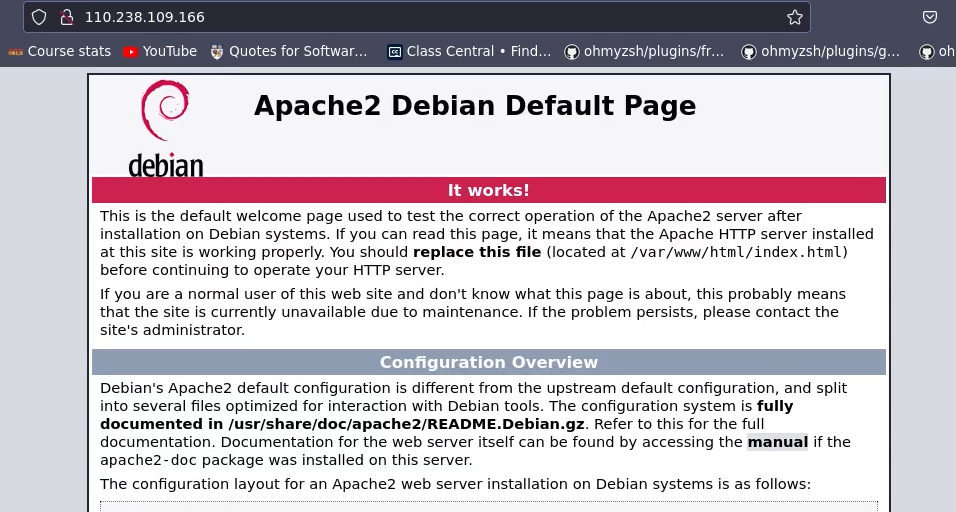 110.238.109.166
Course stats YouTube Quotes for Softwar... Class Central • Find... ohmyzsh/plugins/fr... ohmyzsh/plugins/g... oh
Apache2 Debian Default Page
debian
It works!
This is the default welcome page used to test the correct operation of the Apache2 server after
installation on Debian systems. If you can read this page, it means that the Apache HTTP server installed
at this site is working properly. You should replace this file (located at /var/www/html/index.html)
before continuing to operate your HTTP server.
If you are a normal user of this web site and don't know what this page is about, this probably means
that the site is currently unavailable due to maintenance. If the problem persists, please contact the
site's administrator.
Configuration Overview
Debian's Apache2 default configuration is different from the upstream default configuration, and split
into several files optimized for interaction with Debian tools. The configuration system is fully
documented in /usr/share/doc/apache2/README.Debian.gz. Refer to this for the full
documentation. Documentation for the web server itself can be found by accessing the manual if the
apache2-doc package was installed on this server.
The configuration layout for an Apache2 web server installation on Debian systems is as follows: